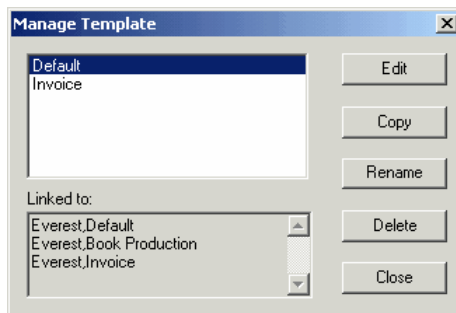 Manage Template
Default
Invoice
Edit
Copy
Rename
Linked to:
Everest,Default
Everest,Book Production
Everest,Invoice
Delete
Close